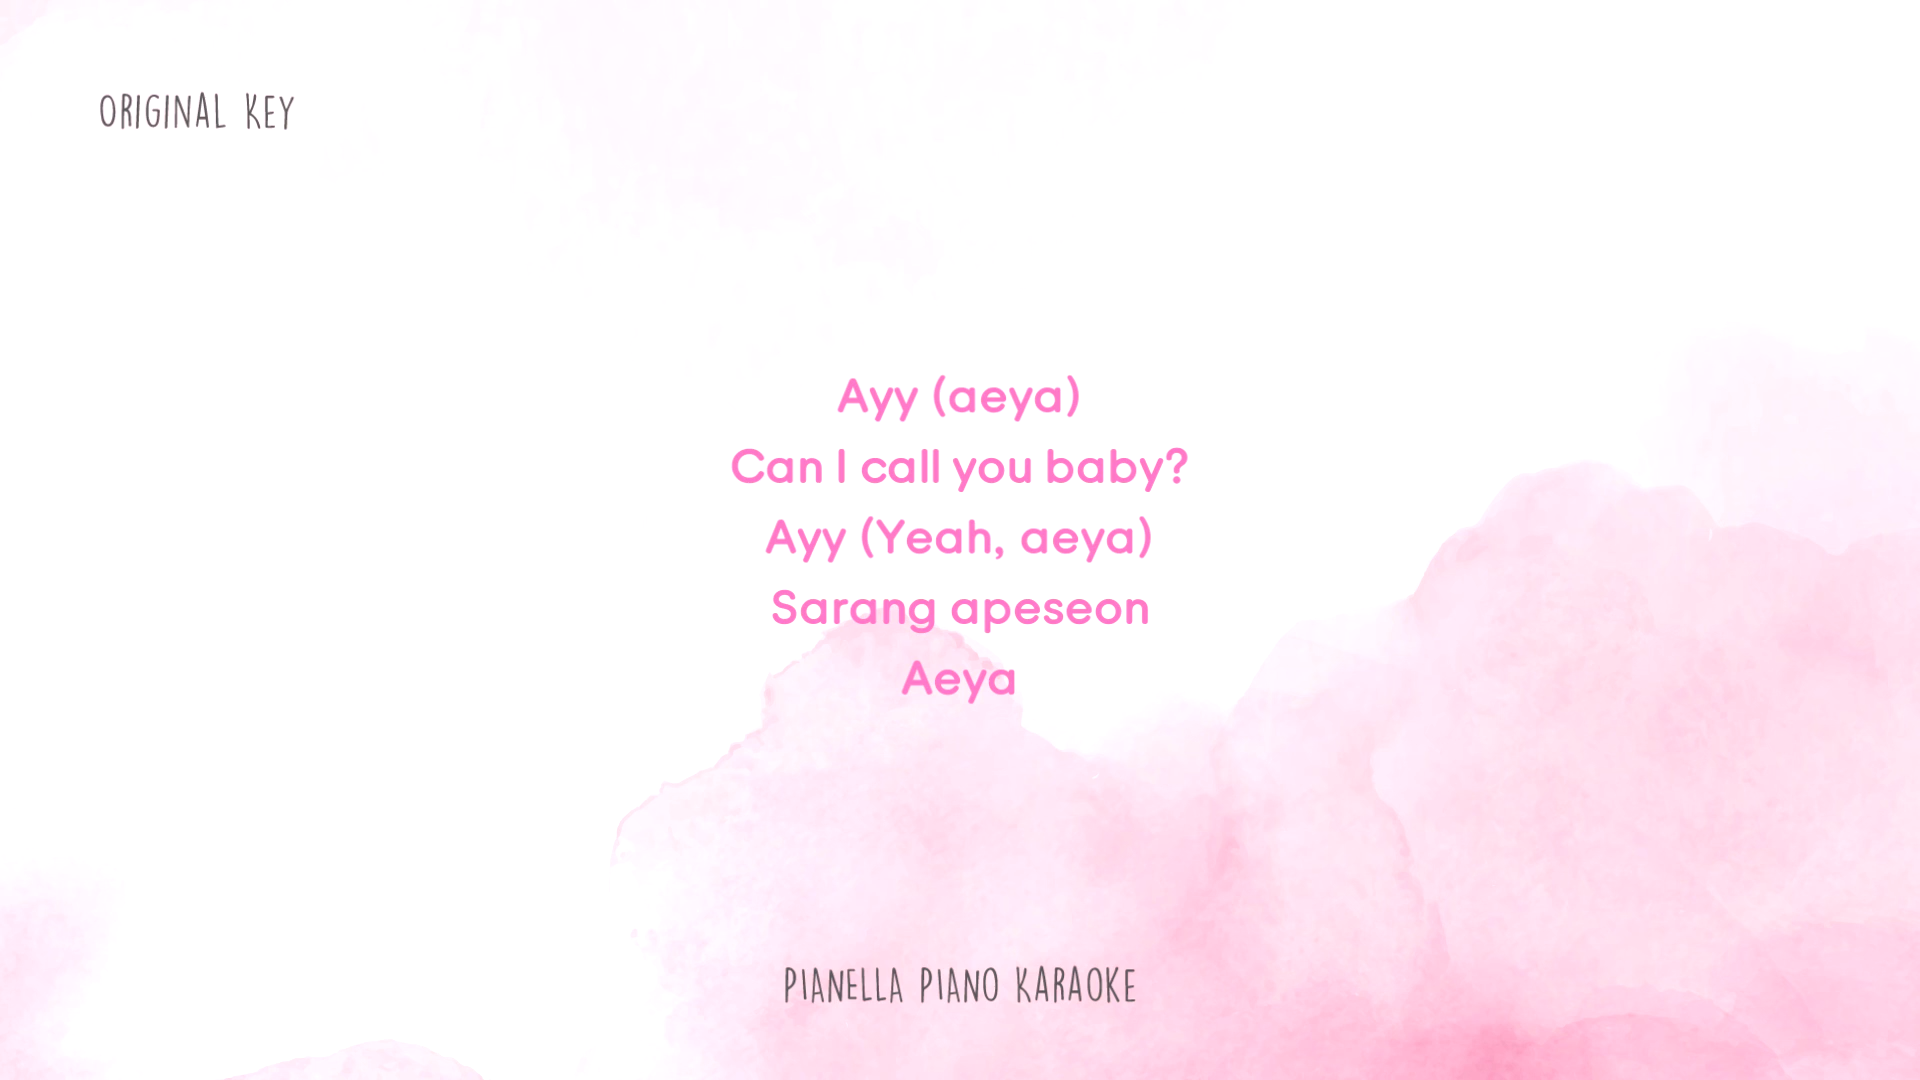 ORIGINAL KEY
Ayy (aeya)
Can I call you baby?
Ayy (Yeah, aeya)
Sarang apeseon
Aeya
PIANELLA PIANO KARAOKE